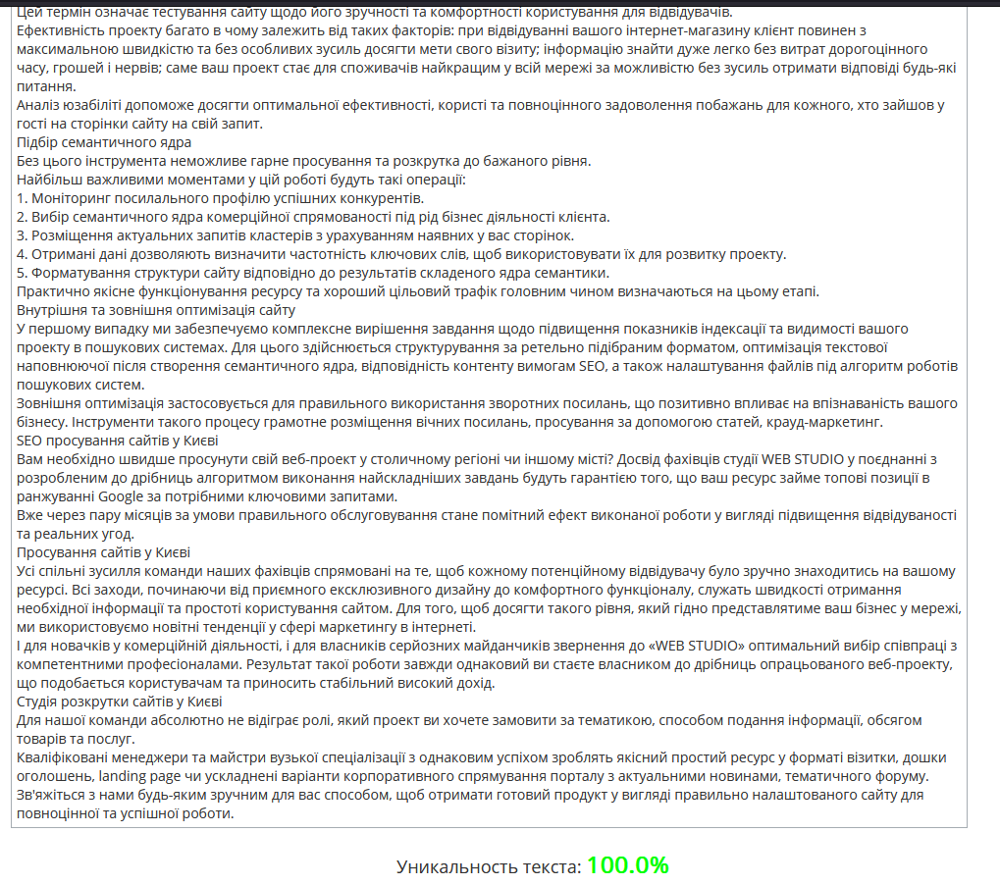 Цей термін означає тестування сайту щодо його зручності та комфортності користування для відвідувачів.
Ефективність проекту багато в чому залежить від таких факторів: при відвідуванні вашого інтернет-магазину клієнт повинен з
максимальною швидкістю та без особливих зусиль досягти мети свого візиту; інформацію знайти дуже легко без витрат дорогоцінного
часу, грошей і нервів; саме ваш проект стає для споживачів найкращим у всій мережі за можливістю без зусиль отримати відповіді будь-які
питання.
Аналіз юзабіліті допоможе досягти оптимальної ефективності, користі та повноцінного задоволення побажань для кожного, хто зайшов у
гості на сторінки сайту на свій запит.
Підбір семантичного ядра
Без цього інструмента неможливе гарне просування та розкрутка до бажаного рівня.
Найбільш важливими моментами у цій роботі будуть такі операції:
1. Моніторинг посилального профілю успішних конкурентів.
2. Вибір семантичного ядра комерційної спрямованості під рід бізнес діяльності клієнта.
3. Розміщення актуальних запитів кластерів з урахуванням наявних у вас сторінок.
4. Отримані дані дозволяють визначити частотність ключових слів, щоб використовувати їх для розвитку проекту.
5. Форматування структури сайту відповідно до результатів складеного ядра семантики.
Практично якісне функціонування ресурсу та хороший цільовий трафік головним чином визначаються на цьому етапі.
Внутрішня та зовнішня оптимізація сайту
У першому випадку ми забезпечуємо комплексне вирішення завдання щодо підвищення показників індексації та видимості вашого
проекту в пошукових системах. Для цього здійснюється структурування за ретельно підібраним форматом, оптимізація текстової
наповнюючої після створення семантичного ядра, відповідність контенту вимогам SEO, а також налаштування файлів під алгоритм роботів
пошукових систем.
Зовнішня оптимізація застосовується для правильного використання зворотних посилань, що позитивно впливає на впізнаваність вашого
бізнесу. Інструменти такого процесу грамотне розміщення вічних посилань, просування за допомогою статей, крауд-маркетинг.
SEO просування сайтів у Києві
Вам необхідно швидше просунути свій веб-проект у столичному регіоні чи іншому місті? Досвід фахівців студії WEB STUDIO у поєднанні з
розробленим до дрібниць алгоритмом виконання найскладніших завдань будуть гарантією того, що ваш ресурс займе топові позиції в
ранжуванні Google за потрібними ключовими запитами.
Вже через пару місяців за умови правильного обслуговування стане помітний ефект виконаної роботи у вигляді підвищення відвідуваності
та реальних угод.
Просування сайтів у Києві
Усі спільні зусилля команди наших фахівців спрямовані на те, щоб кожному потенційному відвідувачу було зручно знаходитись на вашому
ресурсі. Всі заходи, починаючи від приємного ексклюзивного дизайну до комфортного функціоналу, служать швидкості отримання
необхідної інформації та простоті користування сайтом. Для того, щоб досягти такого рівня, який гідно представлятиме ваш бізнес у мережі,
ми використовуємо новітні тенденції у сфері маркетингу в інтернеті.
І для новачків у комерційній діяльності, і для власників серйозних майданчиків звернення до «WEB STUDIO» оптимальний вибір співпраці з
компетентними професіоналами. Результат такої роботи завжди однаковий ви стаєте власником до дрібниць опрацьованого веб-проекту,
що подобається користувачам та приносить стабільний високий дохід.
Студія розкрутки сайтів у Києві
Для нашої команди абсолютно не відіграє ролі, який проект ви хочете замовити за тематикою, способом подання інформації, обсягом
товарів та послуг.
Кваліфіковані менеджери та майстри вузької спеціалізації з однаковим успіхом зроблять якісний простий ресурс у форматі візитки, дошки
оголошень, landing page чи ускладнені варіанти корпоративного спрямування порталу з актуальними новинами, тематичного форуму.
Зв'яжіться з нами будь-яким зручним для вас способом, щоб отримати готовий продукт у вигляді правильно налаштованого сайту для
повноцінної та успішної роботи.
Уникальность текста: 100.0%